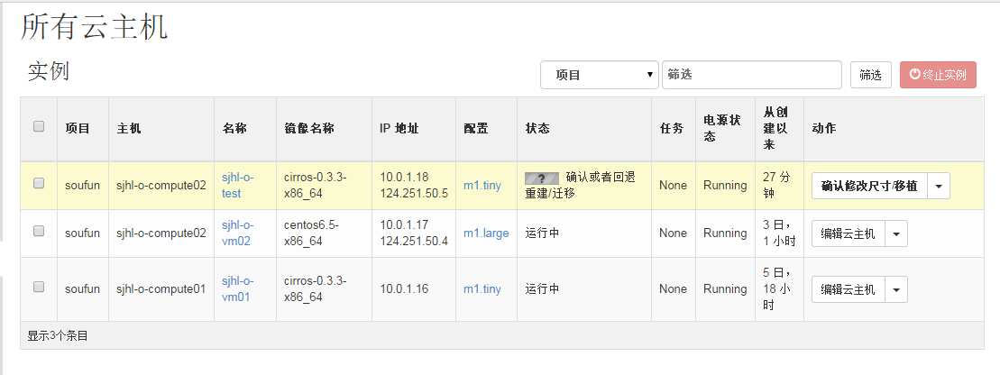 所有云主机
实例
项目 筛选 筛选 终止实例
项目 主机 名称 镜像名称 IP 地址 配置 状态 任务 电源状态 从创建以来 动作
soufun sjhl-o-compute02 sjhl-o-test cirros-0.3.3-x86_64 10.0.1.18 124.251.50.5 m1.tiny ? 确认或者回退重建/迁移 None Running 27 分钟 确认修改尺寸/移植
soufun sjhl-o-compute02 sjhl-o-vm02 centos6.5-x86_64 10.0.1.17 124.251.50.4 m1.large 运行中 None Running 3 日，1 小时 编辑云主机
soufun sjhl-o-compute01 sjhl-o-vm01 cirros-0.3.3-x86_64 10.0.1.16 m1.tiny 运行中 None Running 5 日，18 小时 编辑云主机
显示3个条目